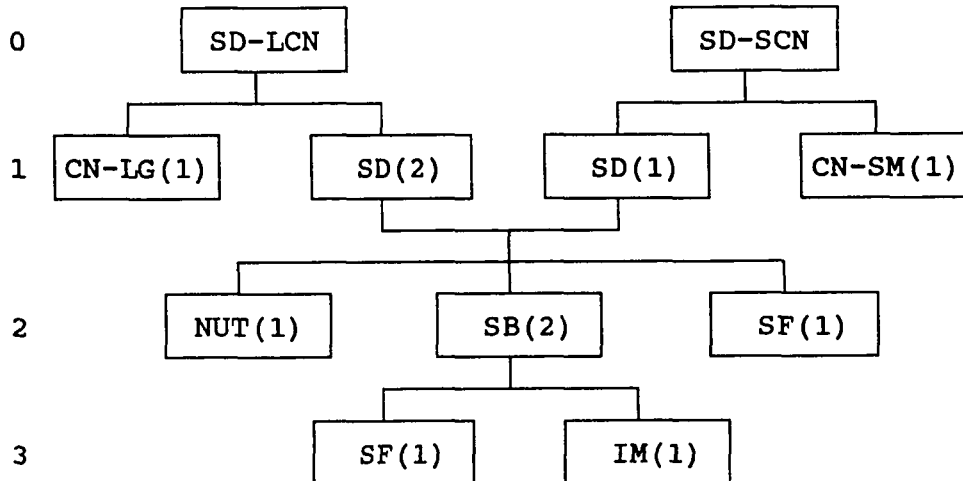 0 SD-LCN SD-SCN
1 CN-LG(1) SD(2) SD(1) CN-SM(1)
2 NUT(1) SB(2) SF(1)
3 SF(1) IM(1)